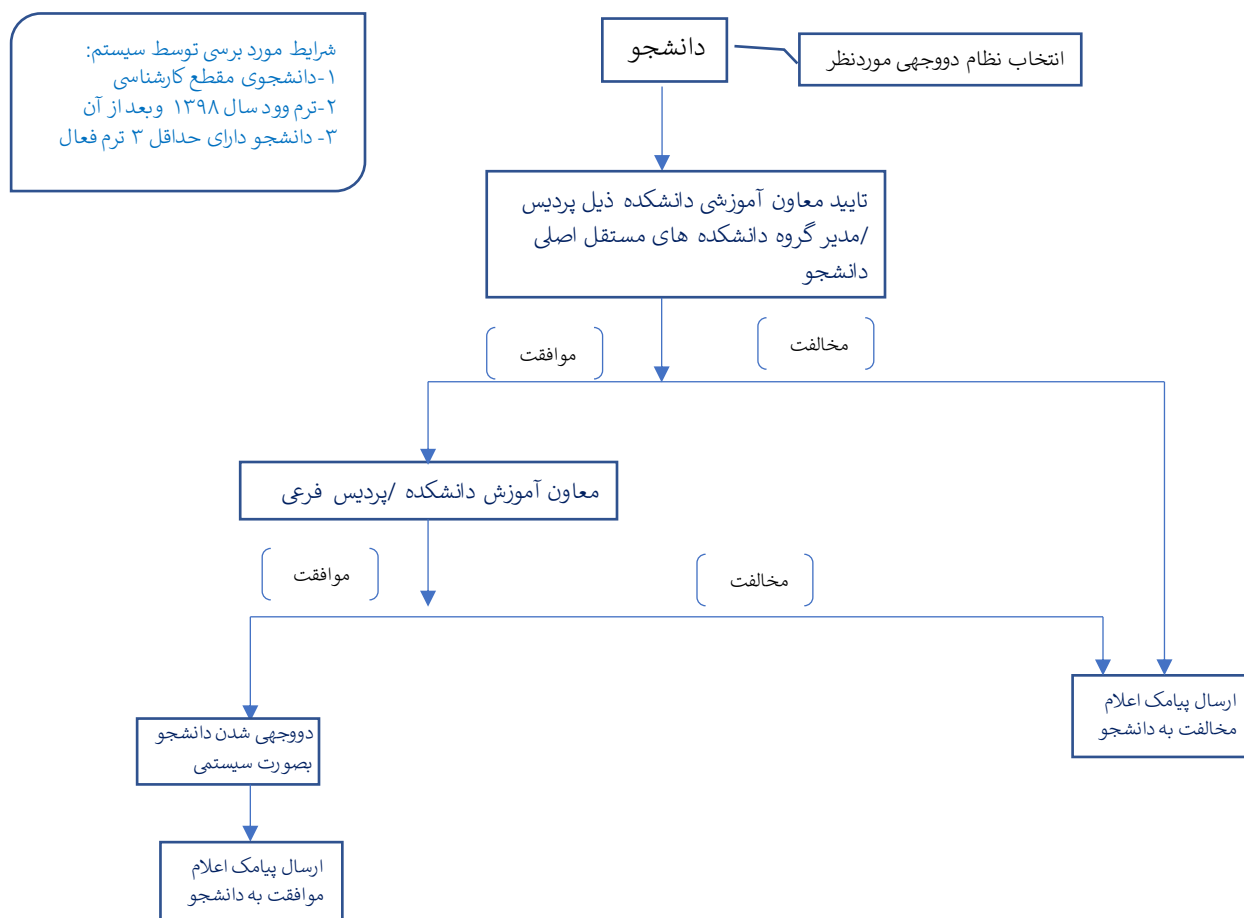 شرایط مورد برسی توسط سیستم:
۱-دانشجوی مقطع کارشناسی
۲-ترم وود سال ۱۳۹۸ وبعد از آن
۳- دانشجو دارای حداقل ۳ ترم فعال
دانشجو
انتخاب نظام دووجهی موردنظر
تایید معاون آموزشی دانشکده ذیل پردیس
/مدیر گروه دانشکده های مستقل اصلی
دانشجو
مخالفت
موافقت
معاون آموزش دانشکده /پردیس فرعی
موافقت
مخالفت
ارسال پیامک اعلام
مخالفت به دانشجو
دووجهی شدن دانشجو
بصورت سیستمی
ارسال پیامک اعلام
موافقت به دانشجو